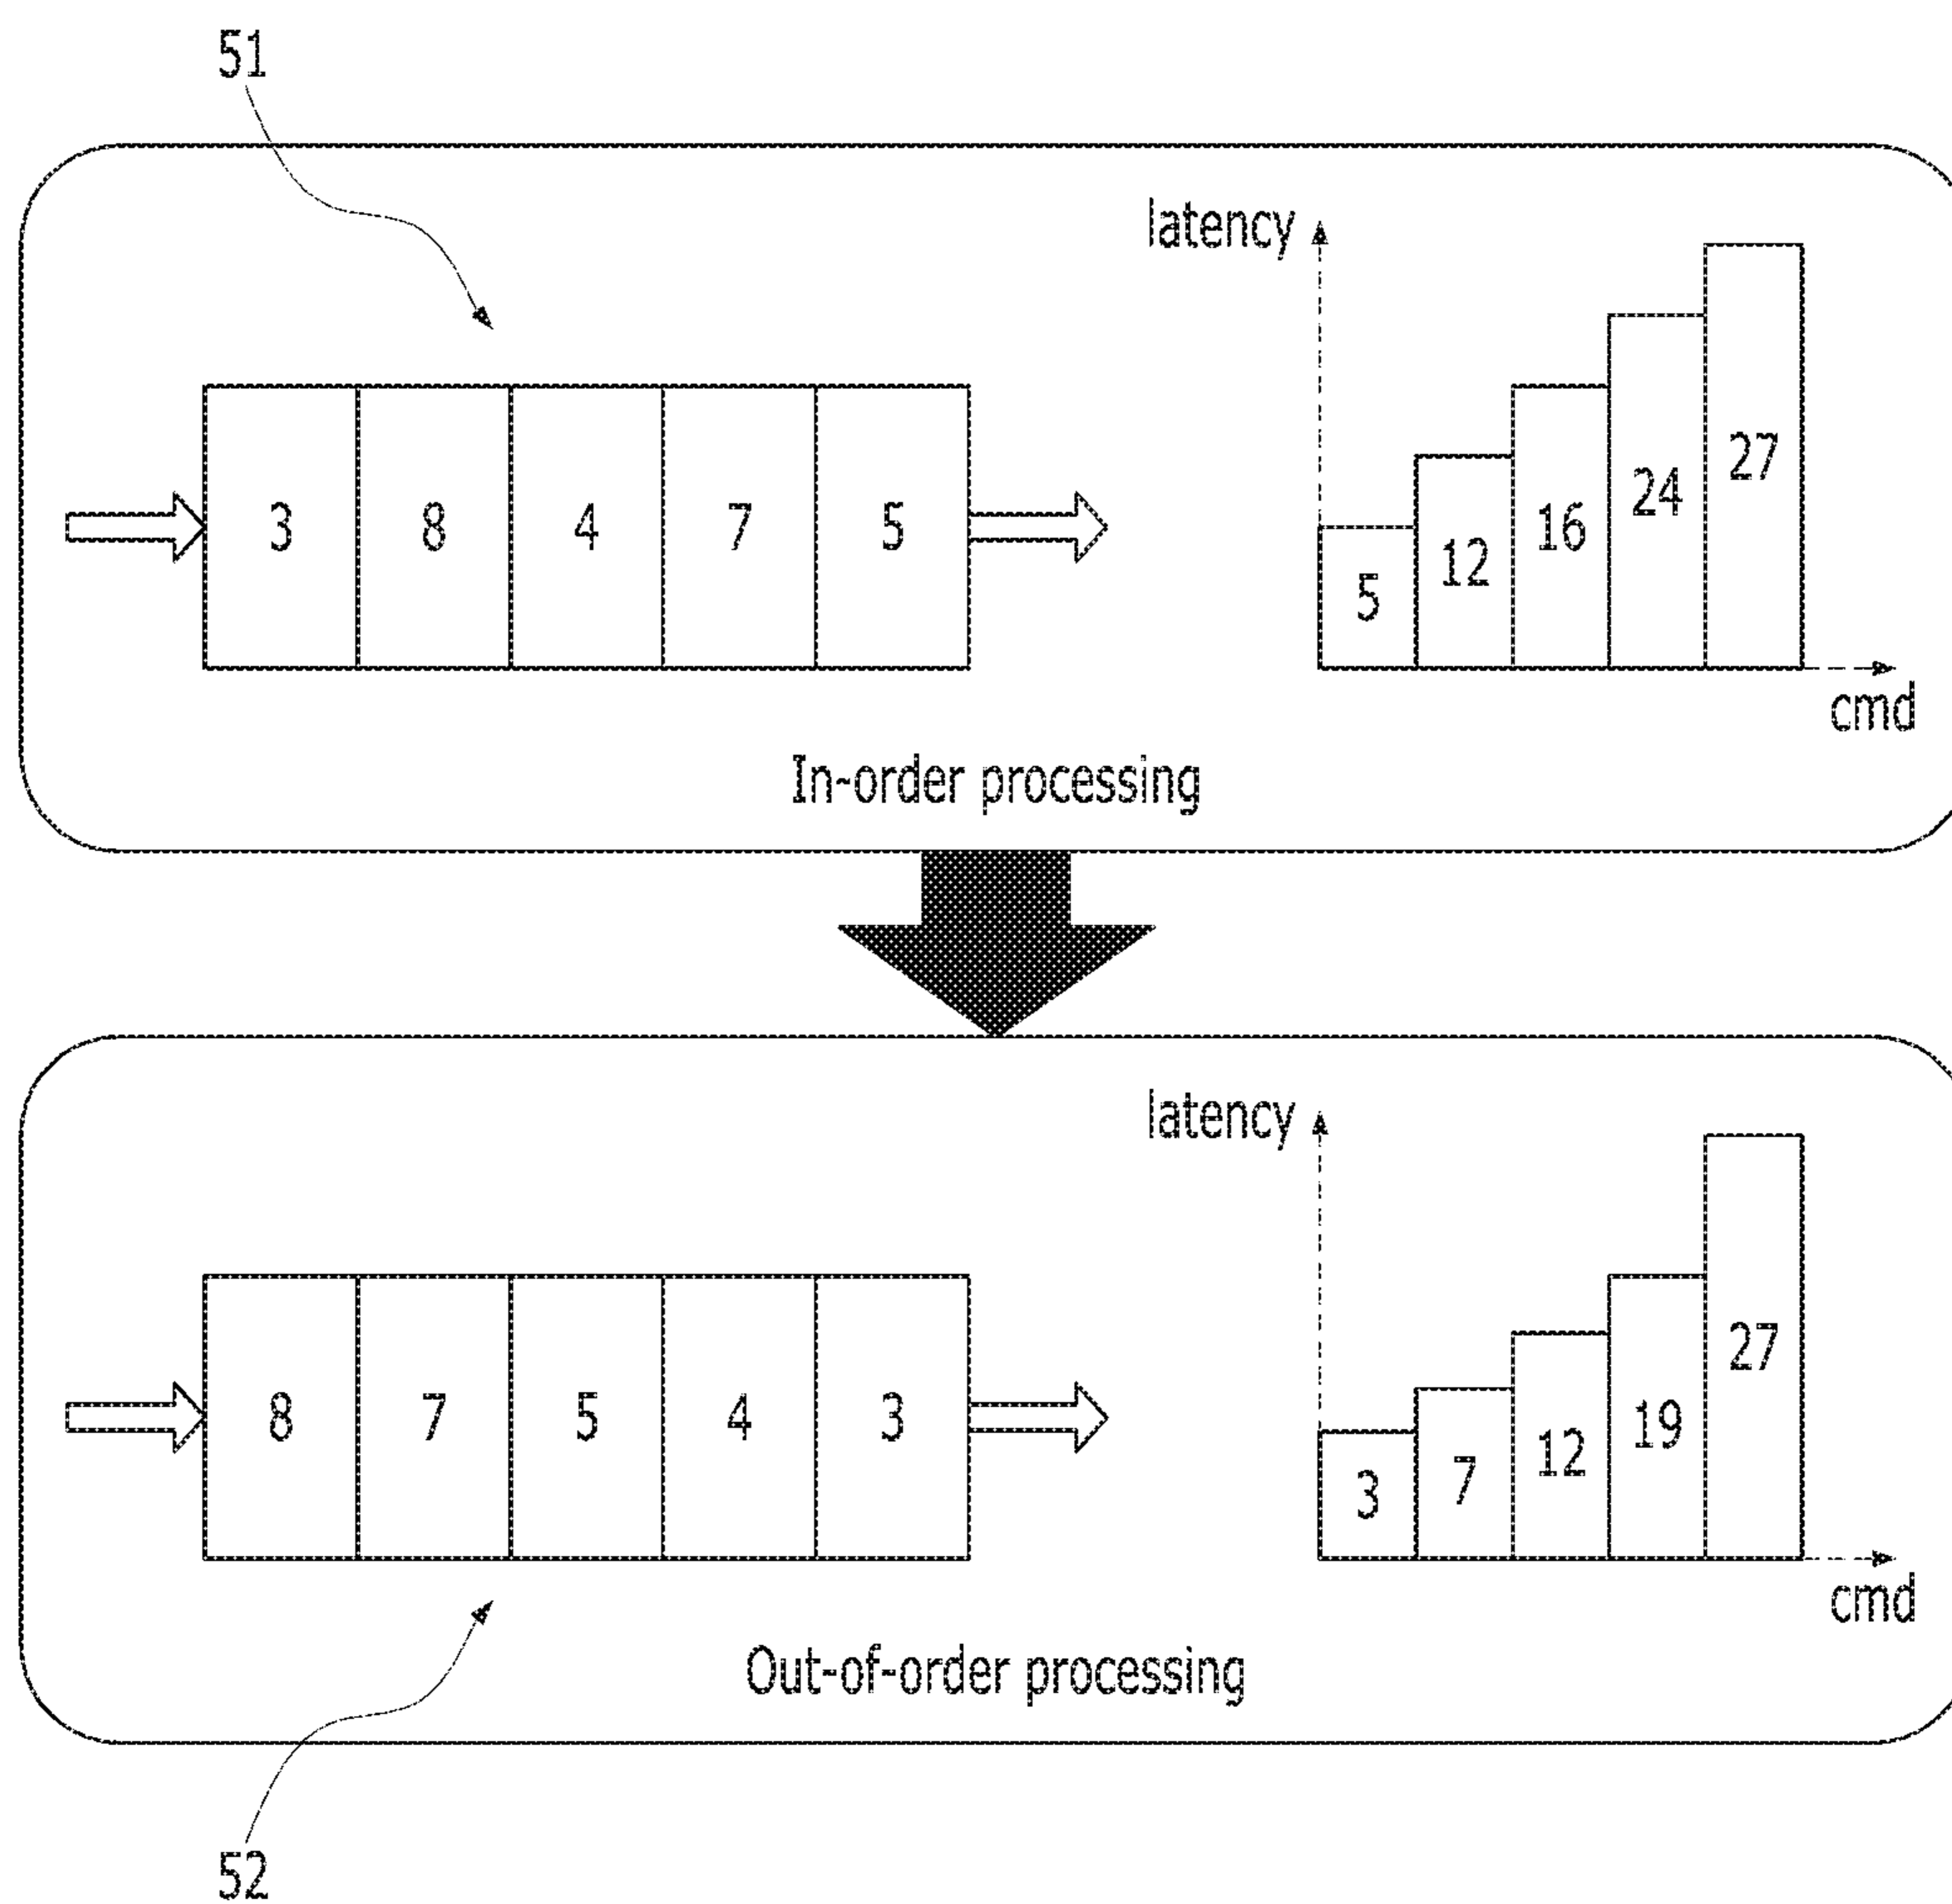 51
latency
27
24
16
12
5
3 8 4 7 5
cmd
In-order processing
latency
27
19
12
7
3
8 7 5 4 3
cmd
Out-of-order processing
52